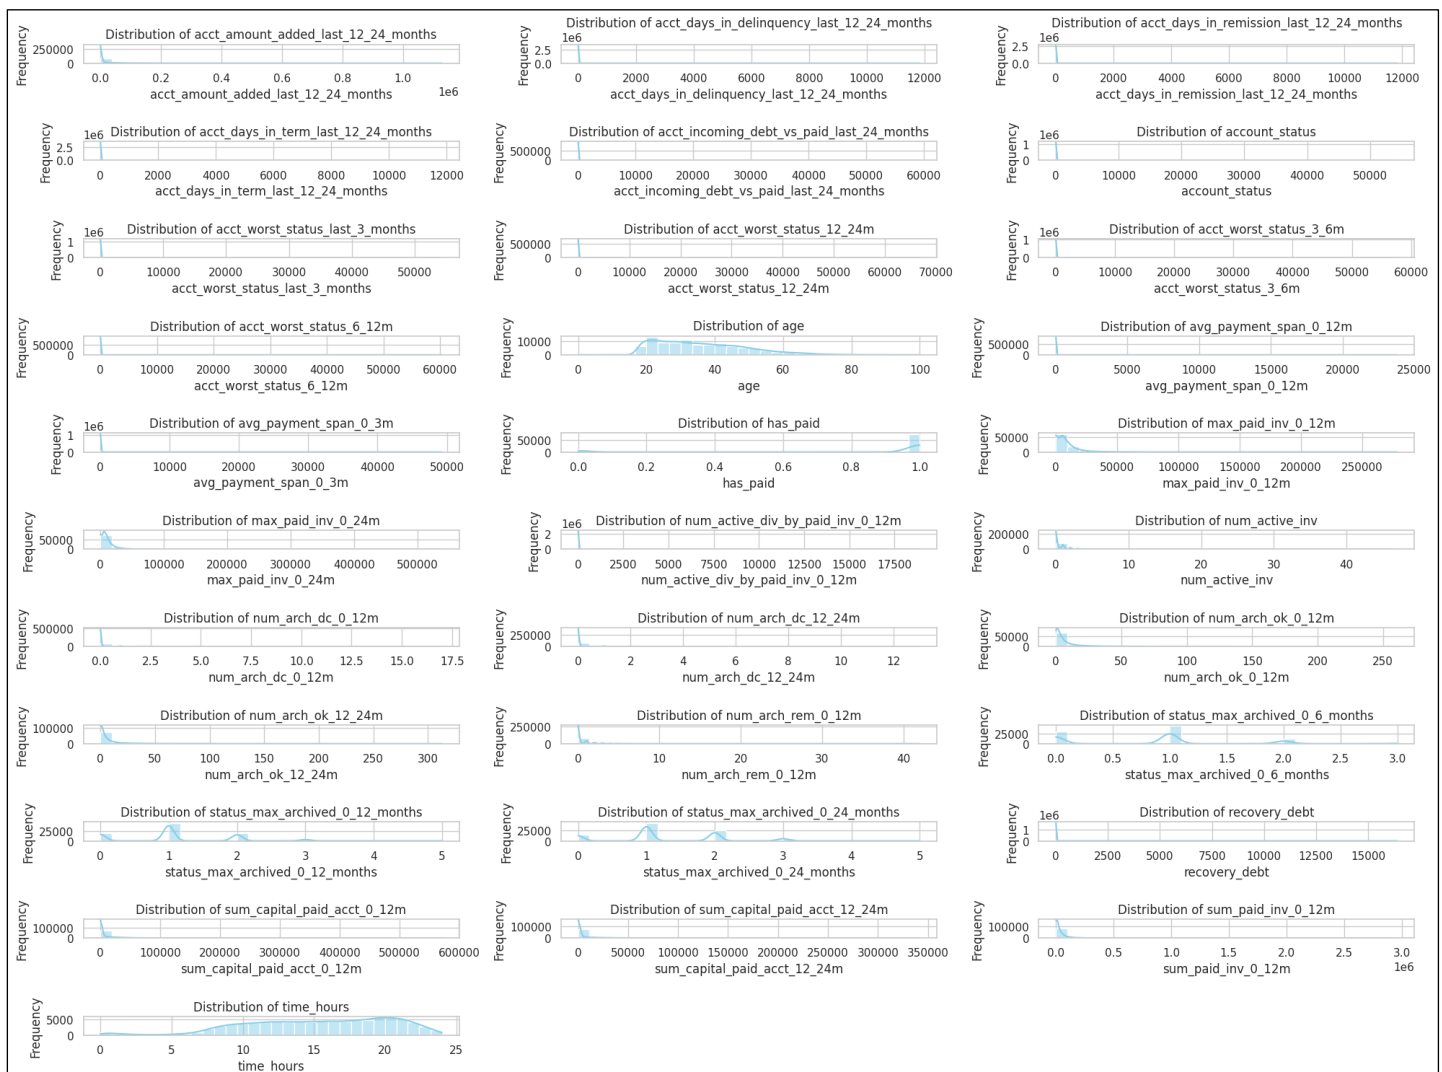 Distribution of acct_amount_added_last_12_24_months
Frequency
250000
0
0.0 0.2 0.4 0.6 0.8 1.0
1e6
acct_amount_added_last_12_24_months
Distribution of acct_days_in_delinquency_last_12_24_months
1e6
Frequency
2.5
0.0
0 2000 4000 6000 8000 10000 12000
acct_days_in_delinquency_last_12_24_months
Distribution of acct_days_in_remission_last_12_24_months
1e6
Frequency
2.5
0.0
0 2000 4000 6000 8000 10000 12000
acct_days_in_remission_last_12_24_months
Distribution of acct_days_in_term_last_12_24_months
1e6
Frequency
2.5
0.0
0 2000 4000 6000 8000 10000 12000
acct_days_in_term_last_12_24_months
Distribution of acct_incoming_debt_vs_paid_last_24_months
Frequency
500000
0
0 10000 20000 30000 40000 50000 60000
acct_incoming_debt_vs_paid_last_24_months
Distribution of account_status
1e6
Frequency
1
0
0 10000 20000 30000 40000 50000
account_status
Distribution of acct_worst_status_last_3_months
1e6
Frequency
1
0
0 10000 20000 30000 40000 50000
acct_worst_status_last_3_months
Distribution of acct_worst_status_12_24m
Frequency
500000
0
0 10000 20000 30000 40000 50000 60000 70000
acct_worst_status_12_24m
Distribution of acct_worst_status_3_6m
1e6
Frequency
1
0
0 10000 20000 30000 40000 50000 60000
acct_worst_status_3_6m
Distribution of acct_worst_status_6_12m
Frequency
500000
0
0 10000 20000 30000 40000 50000 60000
acct_worst_status_6_12m
Distribution of age
Frequency
10000
0
0 20 40 60 80 100
age
Distribution of avg_payment_span_0_12m
Frequency
500000
0
0 5000 10000 15000 20000 25000
avg_payment_span_0_12m
Distribution of avg_payment_span_0_3m
1e6
Frequency
1
0
0 10000 20000 30000 40000 50000
avg_payment_span_0_3m
Distribution of has_paid
Frequency
50000
0
0.0 0.2 0.4 0.6 0.8 1.0
has_paid
Distribution of max_paid_inv_0_12m
Frequency
50000
0
0 50000 100000 150000 200000 250000
max_paid_inv_0_12m
Distribution of max_paid_inv_0_24m
Frequency
50000
0
0 100000 200000 300000 400000 500000
max_paid_inv_0_24m
Distribution of num_active_div_by_paid_inv_0_12m
1e6
Frequency
2
0
0 2500 5000 7500 10000 12500 15000 17500
num_active_div_by_paid_inv_0_12m
Distribution of num_active_inv
Frequency
200000
0
0 10 20 30 40
num_active_inv
Distribution of num_arch_dc_0_12m
Frequency
500000
0
0.0 2.5 5.0 7.5 10.0 12.5 15.0 17.5
num_arch_dc_0_12m
Distribution of num_arch_dc_12_24m
Frequency
250000
0
0 2 4 6 8 10 12
num_arch_dc_12_24m
Distribution of num_arch_ok_0_12m
Frequency
50000
0
0 50 100 150 200 250
num_arch_ok_0_12m
Distribution of num_arch_ok_12_24m
Frequency
100000
0
0 50 100 150 200 250 300
num_arch_ok_12_24m
Distribution of num_arch_rem_0_12m
Frequency
250000
0
0 10 20 30 40
num_arch_rem_0_12m
Distribution of status_max_archived_0_6_months
Frequency
25000
0
0.0 0.5 1.0 1.5 2.0 2.5 3.0
status_max_archived_0_6_months
Distribution of status_max_archived_0_12_months
Frequency
25000
0
0 1 2 3 4 5
status_max_archived_0_12_months
Distribution of status_max_archived_0_24_months
Frequency
25000
0
0 1 2 3 4 5
status_max_archived_0_24_months
Distribution of recovery_debt
1e6
Frequency
1
0
0 2500 5000 7500 10000 12500 15000
recovery_debt
Distribution of sum_capital_paid_acct_0_12m
Frequency
100000
0
0 100000 200000 300000 400000 500000 600000
sum_capital_paid_acct_0_12m
Distribution of sum_capital_paid_acct_12_24m
Frequency
100000
0
0 50000 100000 150000 200000 250000 300000 350000
sum_capital_paid_acct_12_24m
Distribution of sum_paid_inv_0_12m
Frequency
100000
0
0.0 0.5 1.0 1.5 2.0 2.5 3.0
1e6
sum_paid_inv_0_12m
Distribution of time_hours
Frequency
5000
0
0 5 10 15 20 25
time_hours